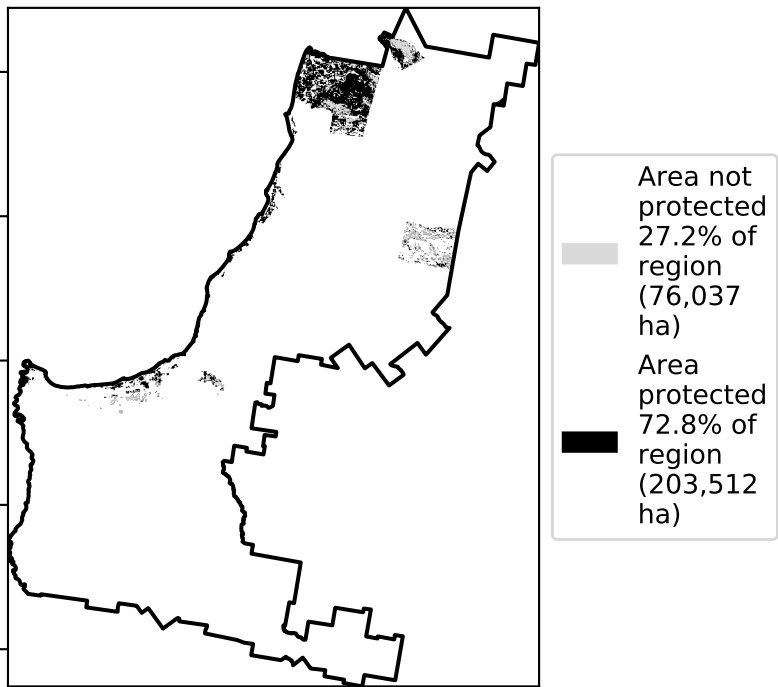 Area not
protected
27.2% of
region
(76,037
ha)
Area
protected
72.8% of
region
(203,512
ha)